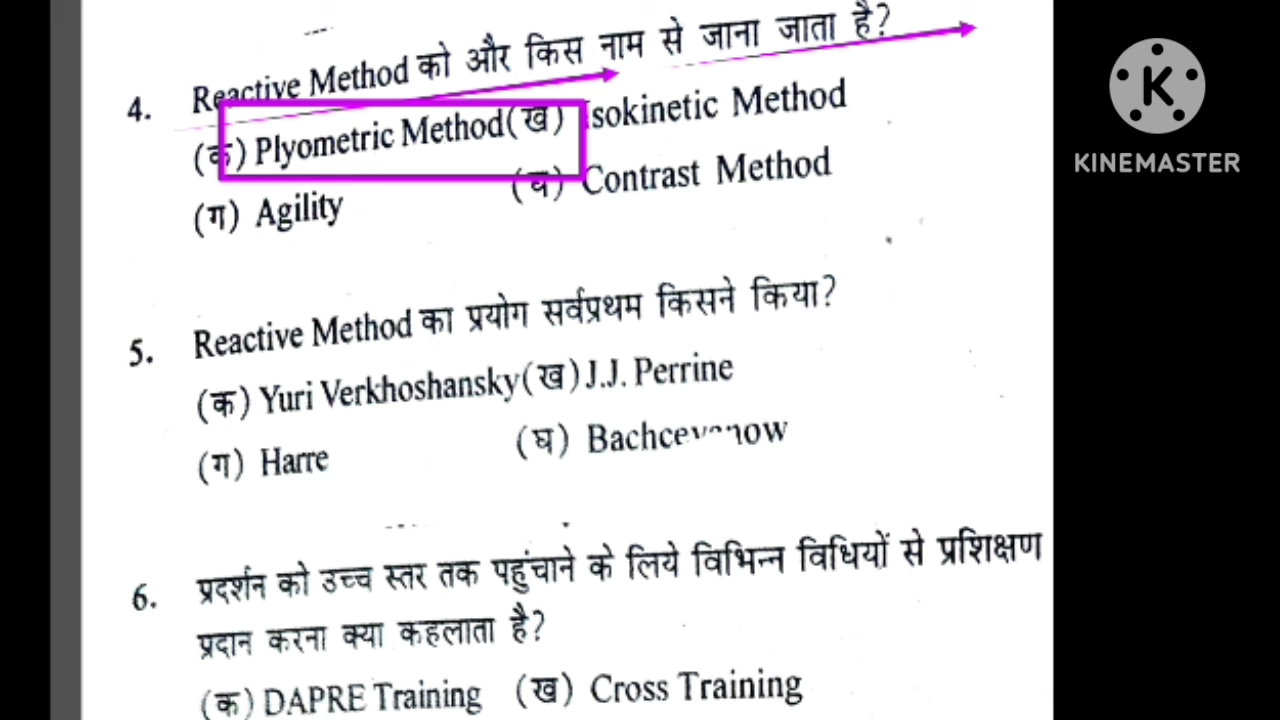 4. Reactive Method को और किस नाम से जाना जाता है?
(क) Plyometric Method (ख) Isokinetic Method
(ग) Agility (घ) Contrast Method
5. Reactive Method का प्रयोग सर्वप्रथम किसने किया?
(क) Yuri Verkhoshansky (ख) J.J. Perrine
(ग) Harre (घ)
6. प्रदर्शन को उच्च स्तर तक पहुंचाने के लिये विभिन्न विधियों से प्रशिक्षण
प्रदान करना क्या कहलाता है?
(क) DAPRE Training (ख) Cross Training
K
KINEMASTER